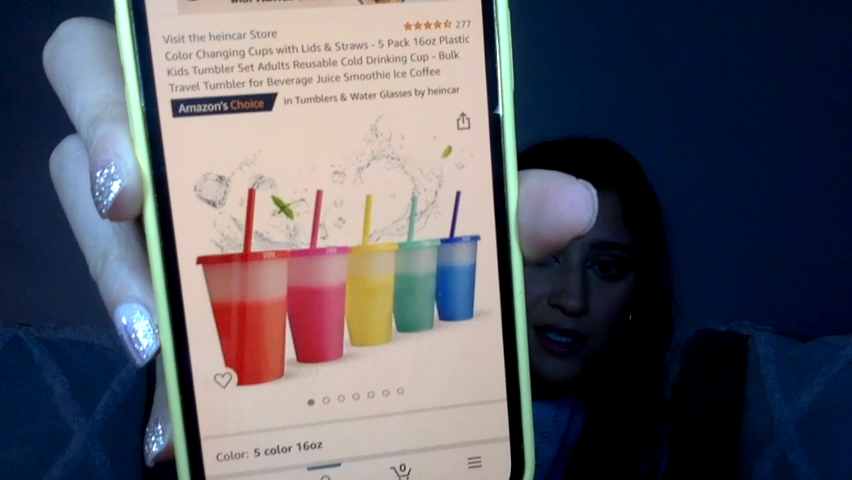 Visit the heincar Store
277
Color Changing Cups with Lids & Straws - 5 Pack 16oz Plastic
Kids Tumbler Set Adults Reusable Cold Drinking Cup - Bulk
Travel Tumbler for Beverage Juice Smoothie Ice Coffee
Amazon's Choice in Tumblers & Water Glasses by heincar
Color: 5 color 16oz
0